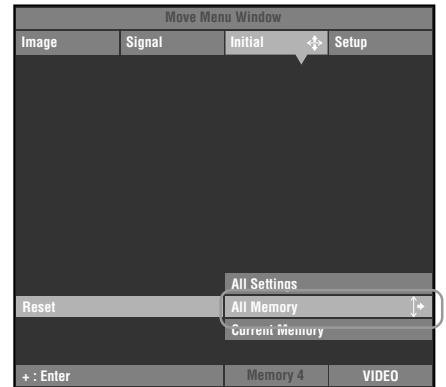 Move Menu Window
Image Signal Initial Setup
All Settings
Reset All Memory
Current Memory
+ : Enter Memory 4 VIDEO